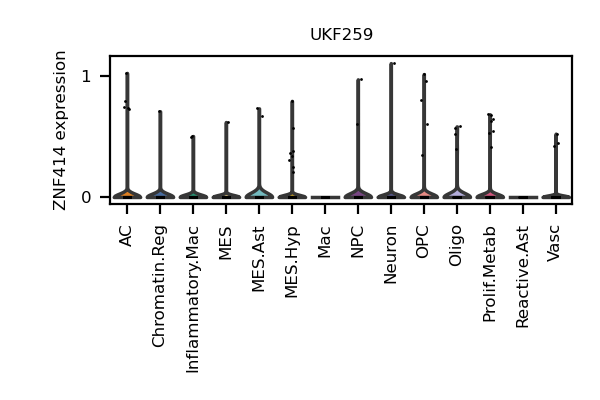 UKF259
ZNF414 expression
1
0
AC
Chromatin.Reg
Inflammatory.Mac
MES
MES.Ast
MES.Hyp
Mac
NPC
Neuron
OPC
Oligo
Prolif.Metab
Reactive.Ast
Vasc